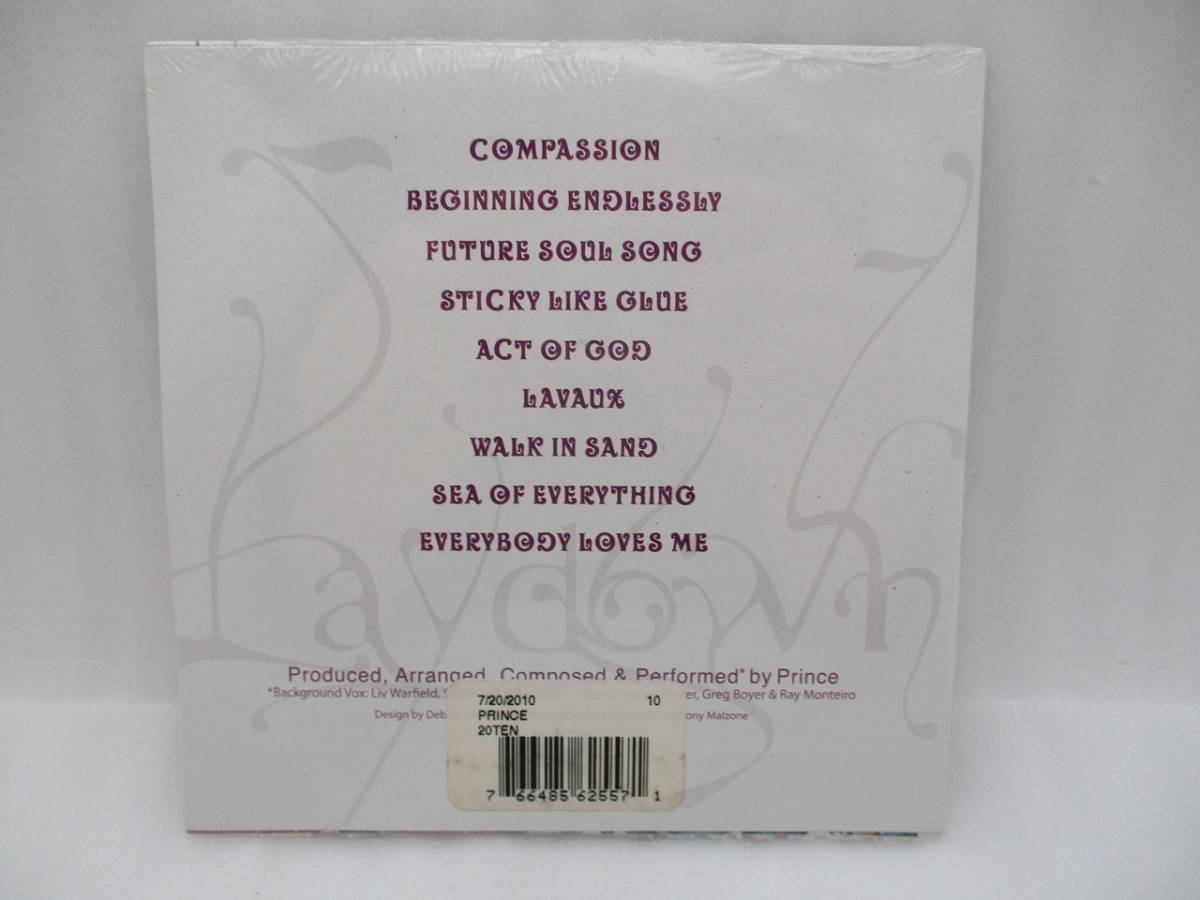 COMPASSION
BEGINNING ENDLESSLY
FUTURE SOUL SONG
STICKY LIKE GLUE
ACT OF GOD
LAVAUX
WALK IN SAND
SEA OF EVERYTHING
EVERYBODY LOVES ME
Laydown
Produced, Arranged, Composed & Performed* by Prince
*Background Vox: Liv Warfield, Greg Boyer & Ray Monteiro
Design by Malzone
7/20/2010 10
PRINCE
20TEN
7 66485 62557 1